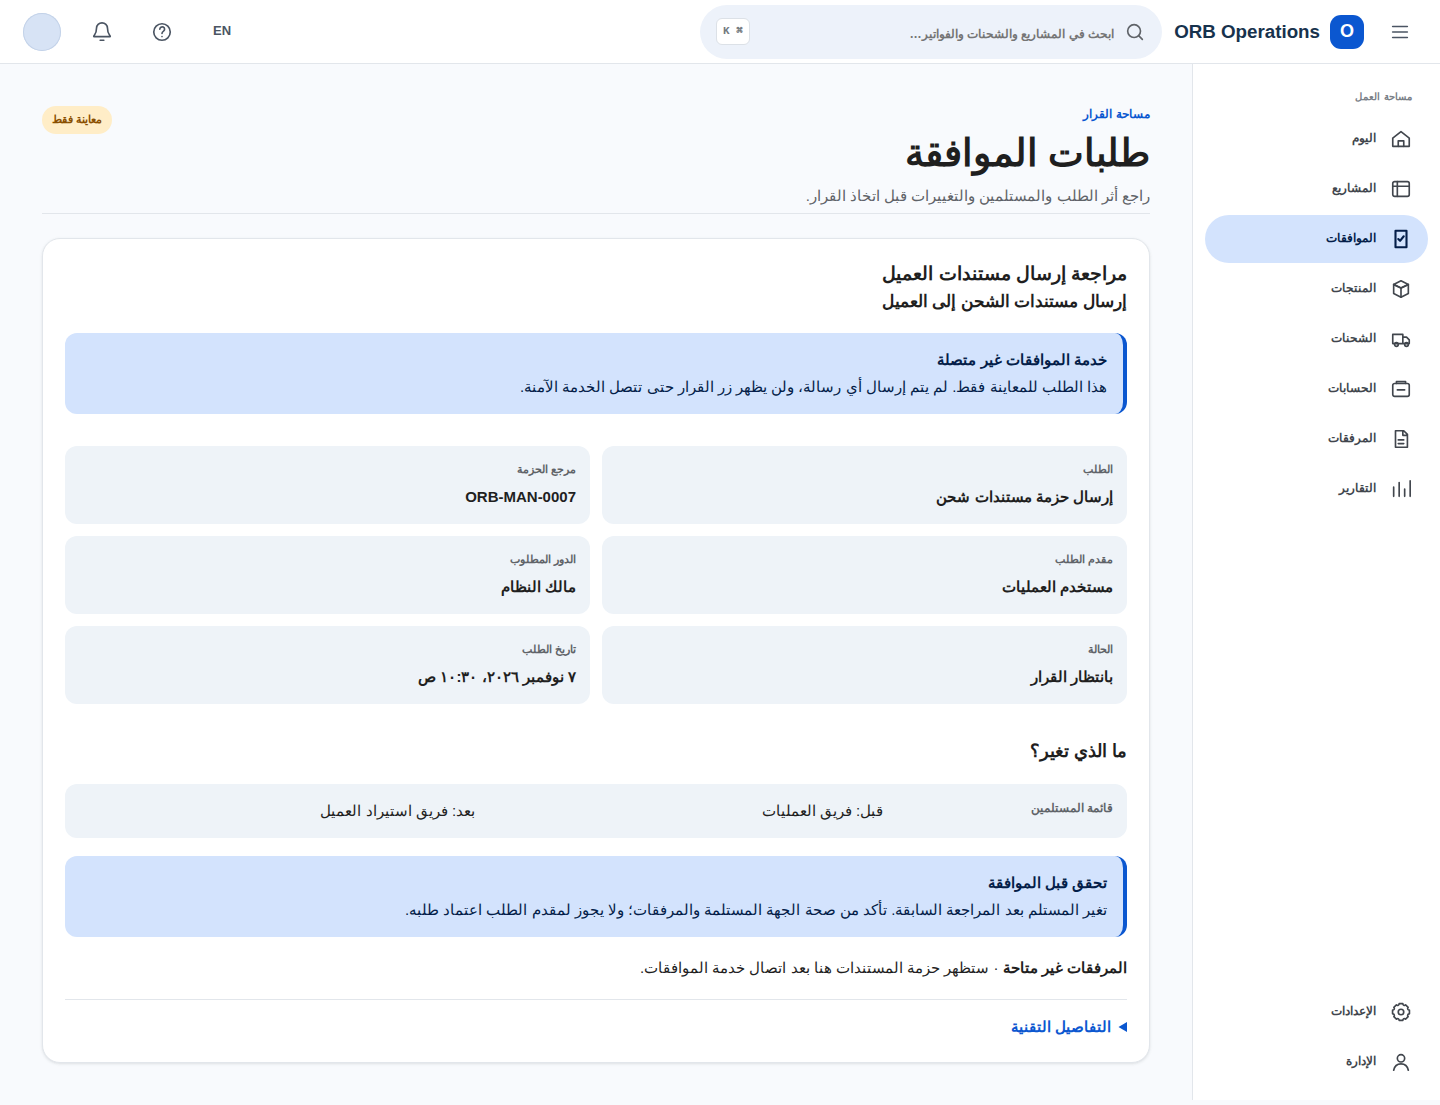 O
ORB Operations
ابحث في المشاريع والشحنات والفواتير...
⌘ K
EN
مساحة العمل
اليوم
المشاريع
الموافقات
المنتجات
الشحنات
الحسابات
المرفقات
التقارير
الإعدادات
الإدارة
مساحة القرار
معاينة فقط
طلبات الموافقة
راجع أثر الطلب والمستلمين والتغييرات قبل اتخاذ القرار.
مراجعة إرسال مستندات العميل
إرسال مستندات الشحن إلى العميل
خدمة الموافقات غير متصلة
هذا الطلب للمعاينة فقط. لم يتم إرسال أي رسالة، ولن يظهر زر القرار حتى تتصل الخدمة الآمنة.
الطلب
إرسال حزمة مستندات شحن
مرجع الحزمة
ORB-MAN-0007
مقدم الطلب
مستخدم العمليات
الدور المطلوب
مالك النظام
الحالة
بانتظار القرار
تاريخ الطلب
٧ نوفمبر ٢٠٢٦، ١٠:٣٠ ص
ما الذي تغير؟
قائمة المستلمين
قبل: فريق العمليات
بعد: فريق استيراد العميل
تحقق قبل الموافقة
تغير المستلم بعد المراجعة السابقة. تأكد من صحة الجهة المستلمة والمرفقات؛ ولا يجوز لمقدم الطلب اعتماد طلبه.
المرفقات غير متاحة · ستظهر حزمة المستندات هنا بعد اتصال خدمة الموافقات.
التفاصيل التقنية